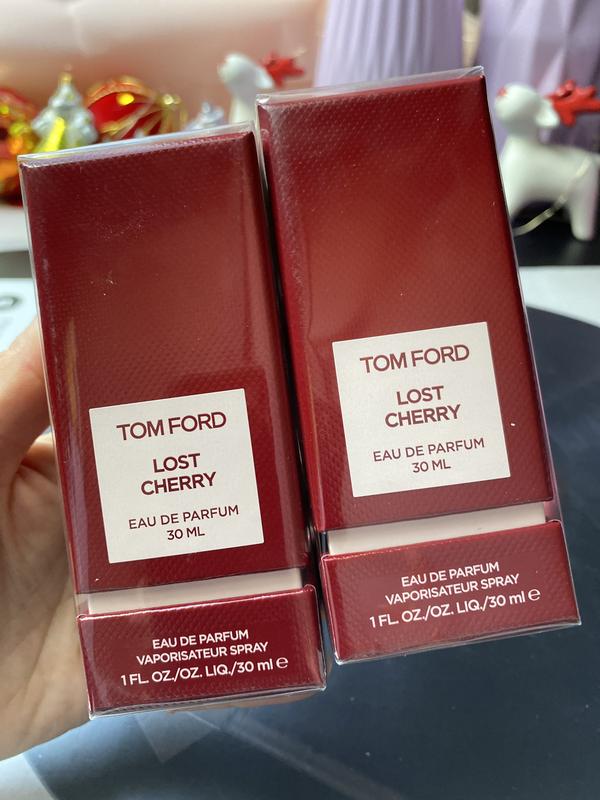 TOM FORD
LOST
CHERRY
EAU DE PARFUM
30 ML
EAU DE PARFUM
VAPORISATEUR SPRAY
1 FL. OZ./OZ. LIQ./30 ml ℮
TOM FORD
LOST
CHERRY
EAU DE PARFUM
30 ML
EAU DE PARFUM
VAPORISATEUR SPRAY
1 FL. OZ./OZ. LIQ./30 ml ℮